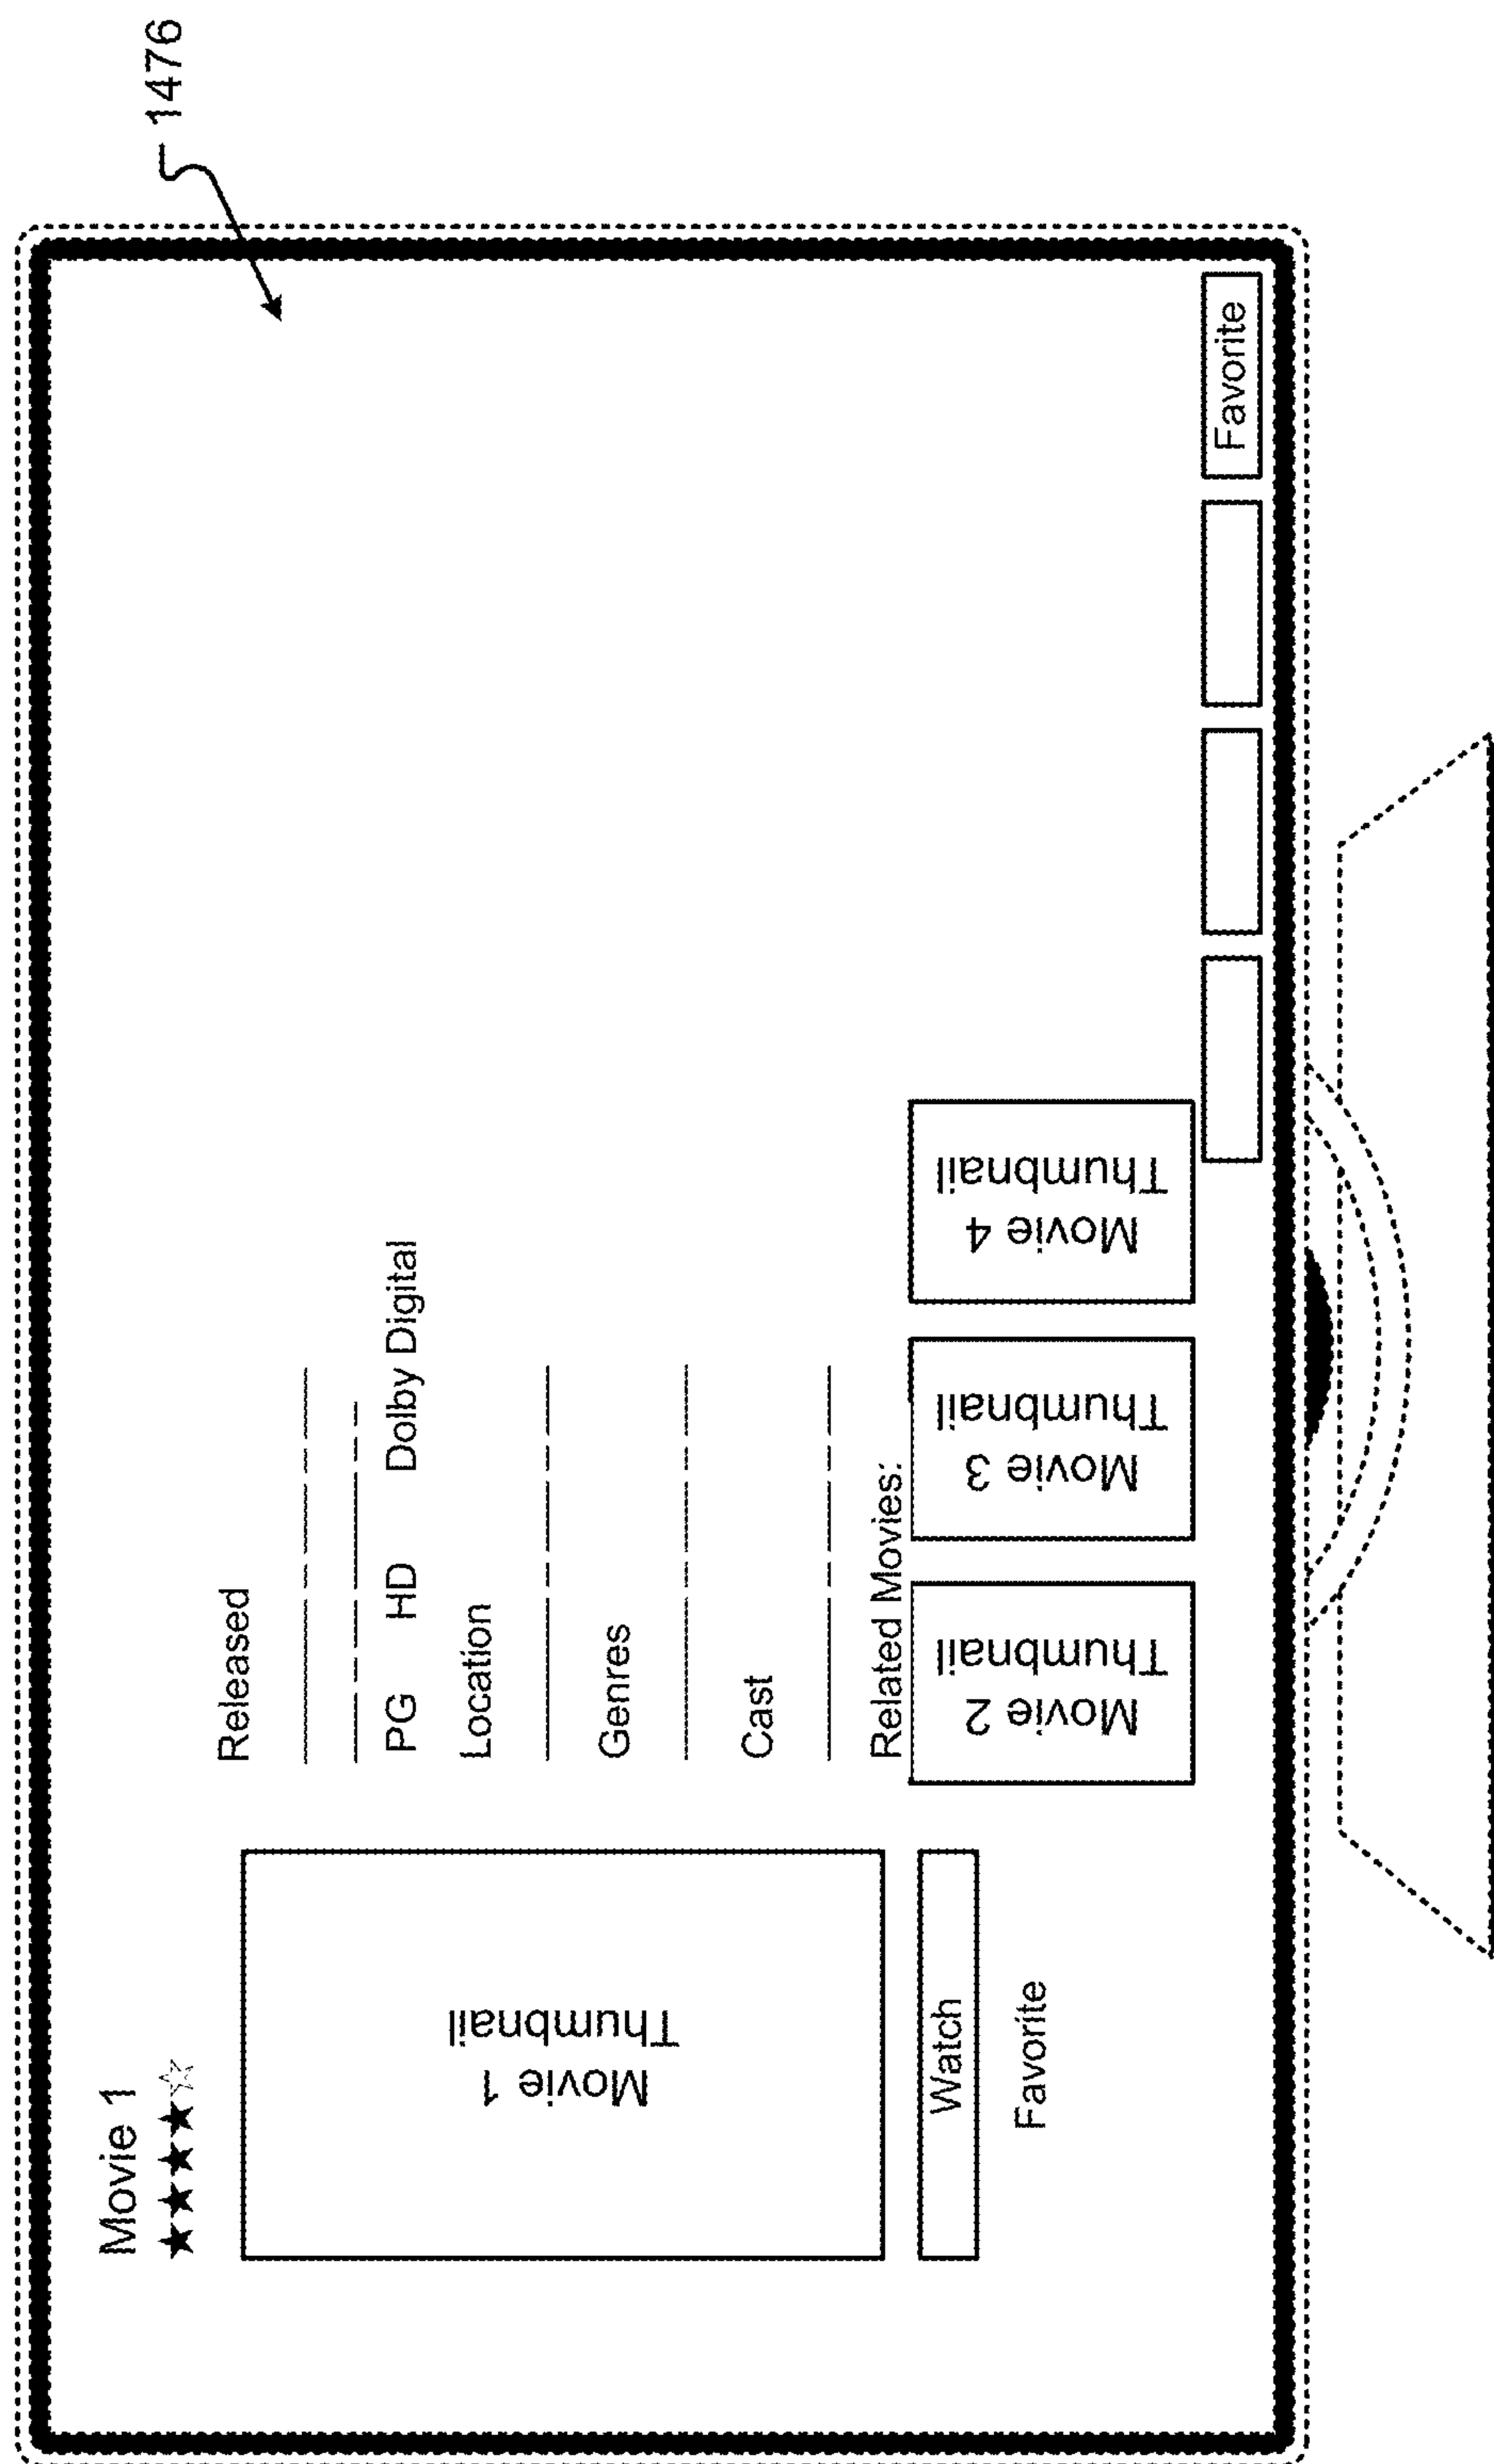 1476
Movie 1
★★★★☆
Movie 1
Thumbnail
Watch
Favorite
Released
PG HD Dolby Digital
Location
Genres
Cast
Related Movies:
Movie 2
Thumbnail
Movie 3
Thumbnail
Movie 4
Thumbnail
Favorite